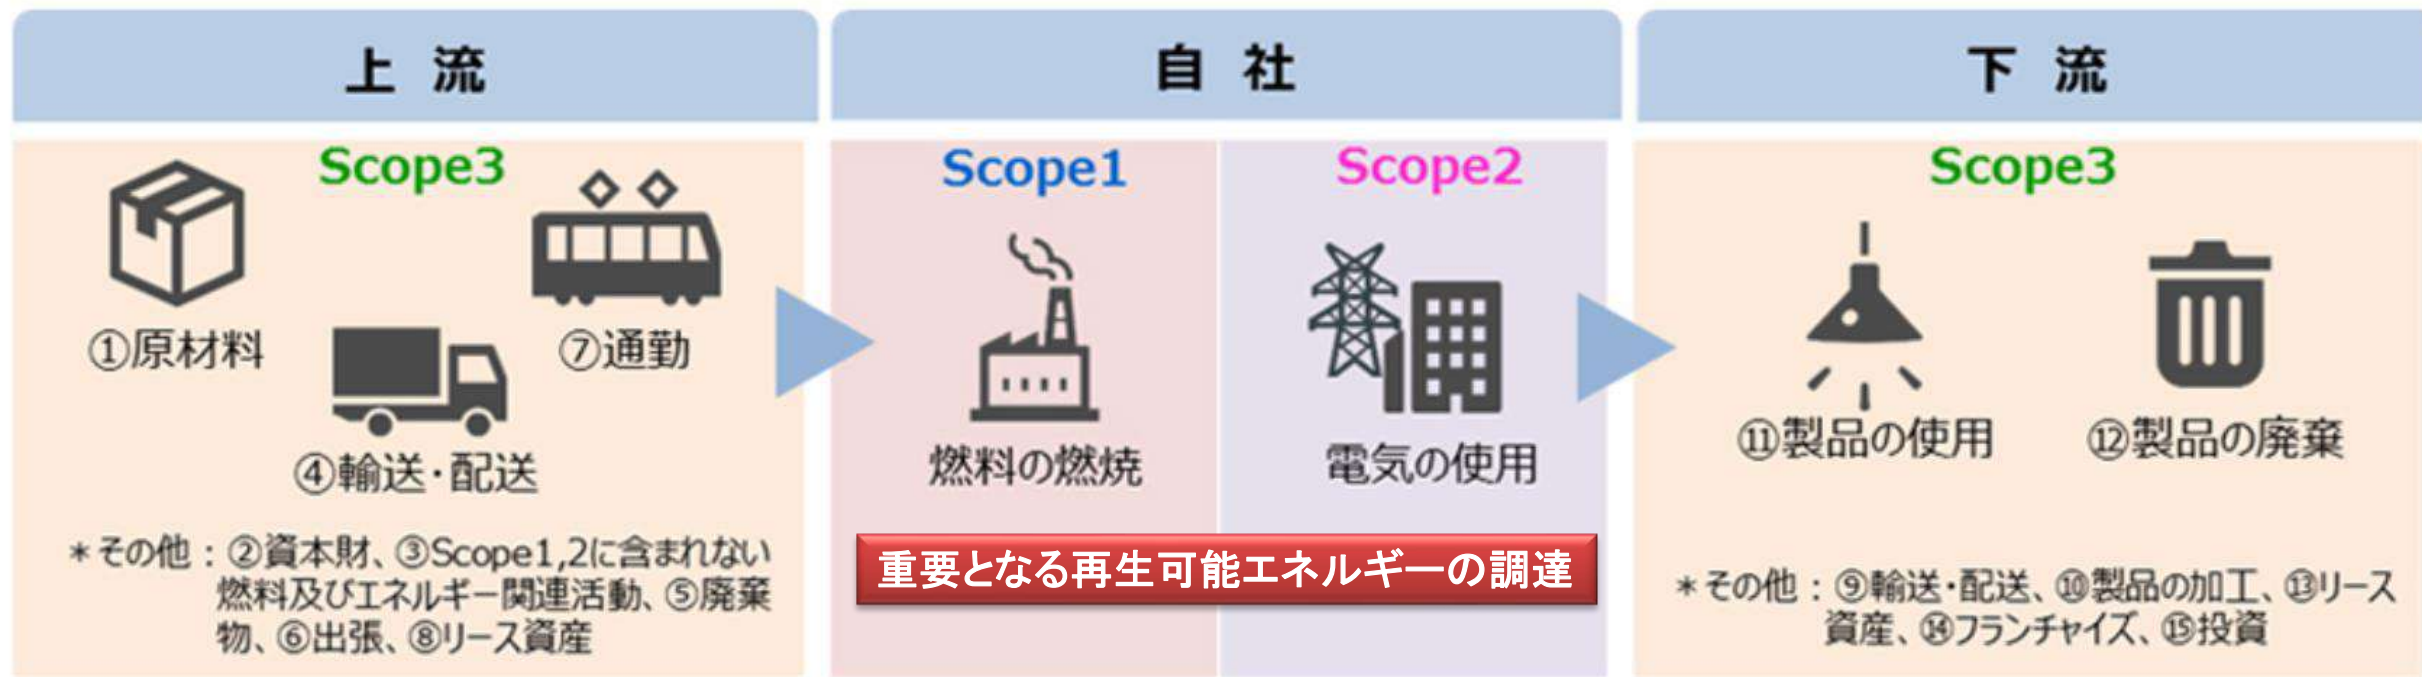 上 流
自 社
下 流
Scope3
①原材料
④輸送・配送
⑦通勤
＊その他：②資本財、③Scope1,2に含まれない
燃料及びエネルギー関連活動、⑤廃棄
物、⑥出張、⑧リース資産
Scope1
燃料の燃焼
Scope2
電気の使用
重要となる再生可能エネルギーの調達
Scope3
⑪製品の使用
⑫製品の廃棄
＊その他：⑨輸送・配送、⑩製品の加工、⑬リース
資産、⑭フランチャイズ、⑮投資